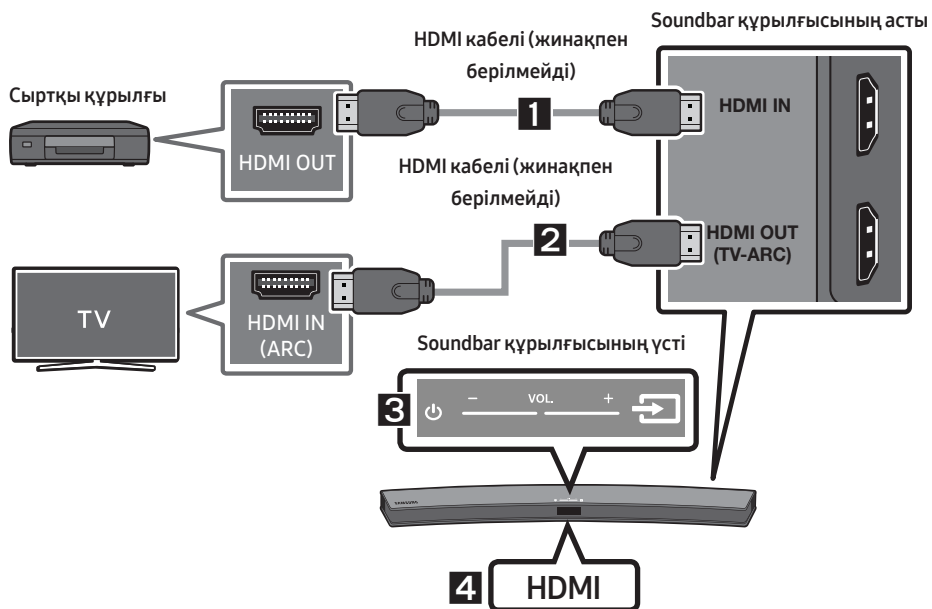 Soundbar құрылғысының асты
HDMI кабелі (жинақпен
берілмейді)
Сыртқы құрылғы
HDMI OUT
1
HDMI IN
HDMI кабелі (жинақпен
берілмейді)
2
HDMI OUT
(TV-ARC)
TV
HDMI IN
(ARC)
Soundbar құрылғысының үсті
3
- VOL. +
SAMSUNG
4
HDMI